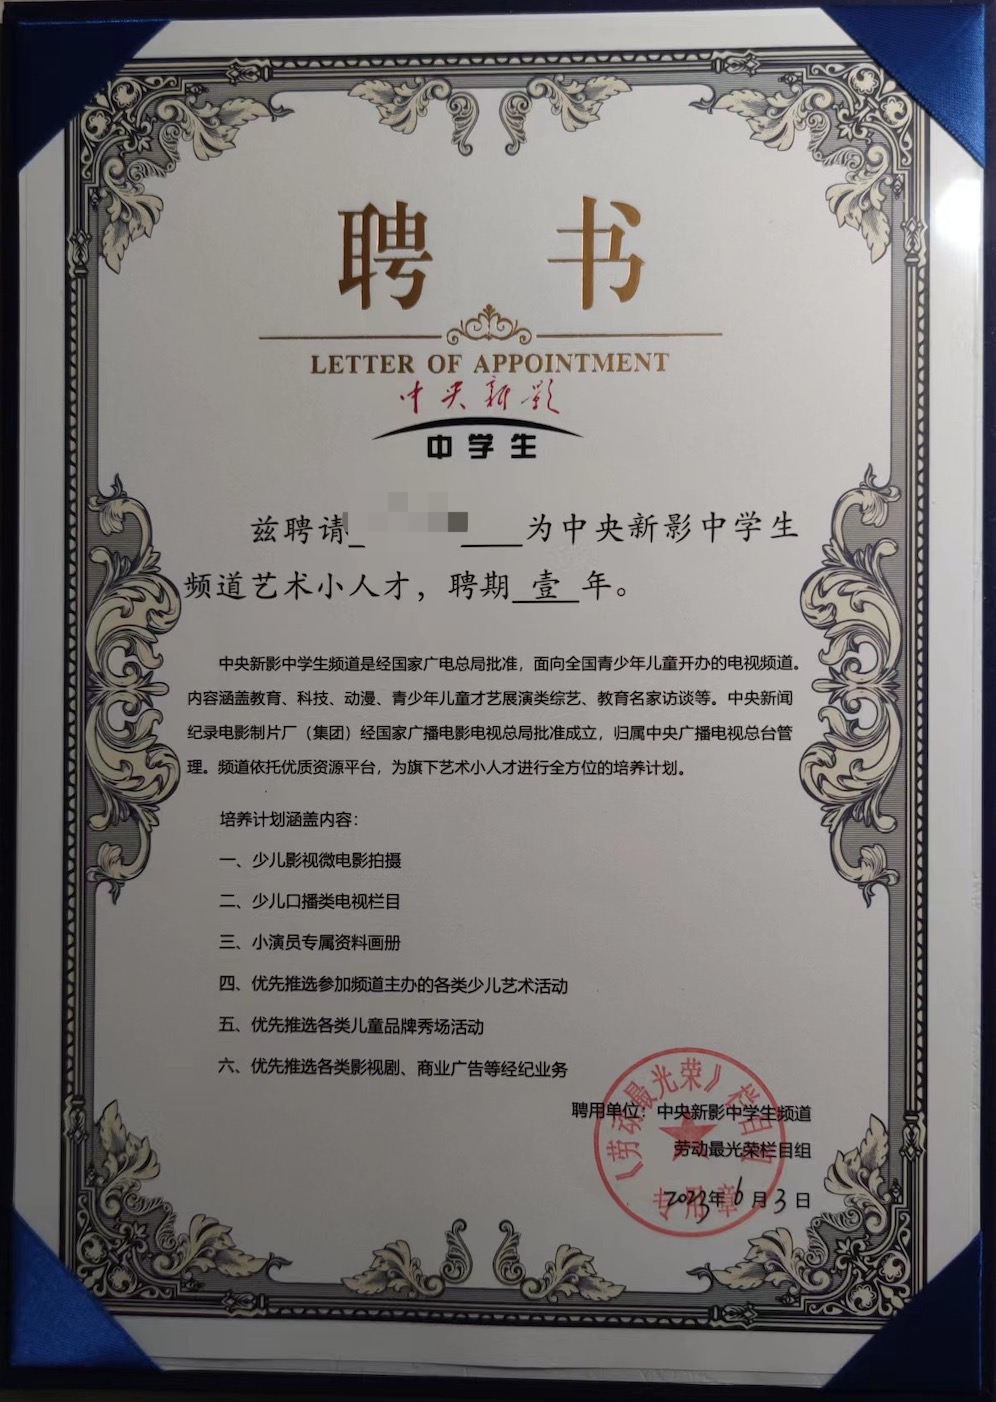 聘 书
LETTER OF APPOINTMENT
中央新影
中学生
兹聘请 为中央新影中学生
频道艺术小人才，聘期 壹 年。
中央新影中学生频道是经国家广电总局批准，面向全国青少年儿童开办的电视频道。
内容涵盖教育、科技、动漫、青少年儿童才艺展演类综艺、教育名家访谈等。中央新闻
纪录电影制片厂（集团）经国家广播电影电视总局批准成立，归属中央广播电视总台管
理。频道依托优质资源平台，为旗下艺术小人才进行全方位的培养计划。
培养计划涵盖内容：
一、少儿影视微电影拍摄
二、少儿口播类电视栏目
三、小演员专属资料画册
四、优先推选参加频道主办的各类少儿艺术活动
五、优先推选各类儿童品牌秀场活动
六、优先推选各类影视剧、商业广告等经纪业务
聘用单位：中央新影中学生频道
劳动最光荣栏目组
2023年6月3日
《劳动最光荣》栏目组
专用章